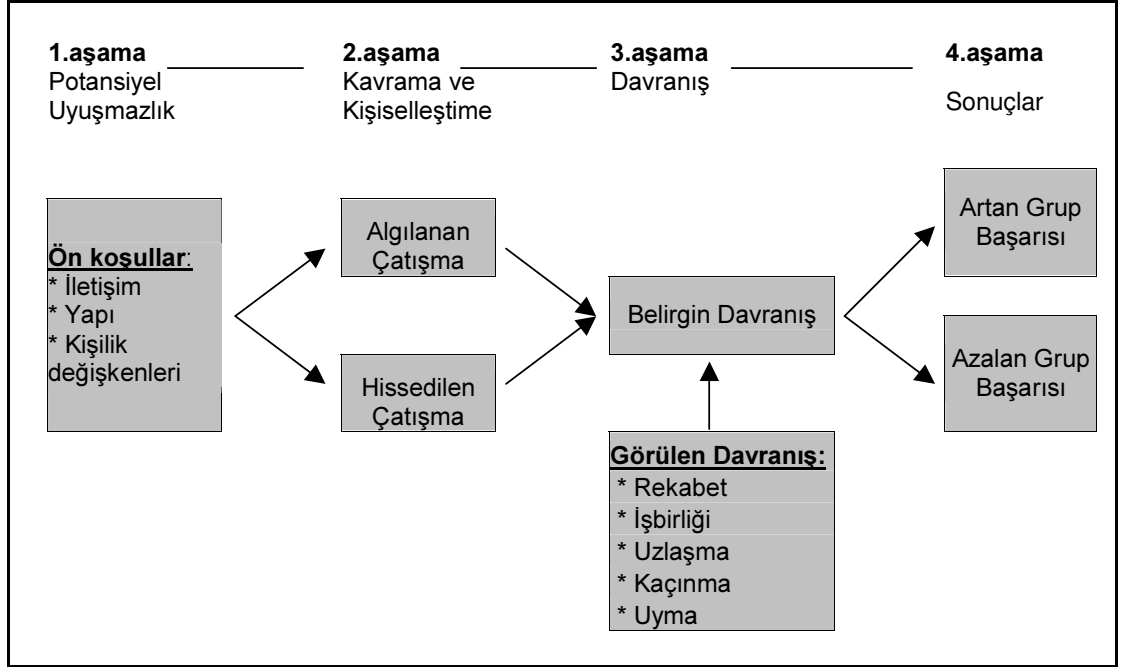 1.aşama
Potansiyel
Uyuşmazlık
2.aşama
Kavrama ve
Kişiselleştime
3.aşama
Davranış
4.aşama
Sonuçlar
Ön koşullar:
* İletişim
* Yapı
* Kişilik
değişkenleri
Algılanan
Çatışma
Hissedilen
Çatışma
Belirgin Davranış
Görülen Davranış:
* Rekabet
* İşbirliği
* Uzlaşma
* Kaçınma
* Uyma
Artan Grup
Başarısı
Azalan Grup
Başarısı